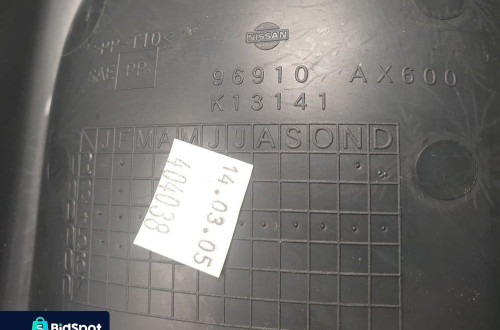 NISSAN
>PP-T10<
SAE PP
96910 AX600
K13141
J F M A M J J A S O N D
14.03.05
404038
BidSpot